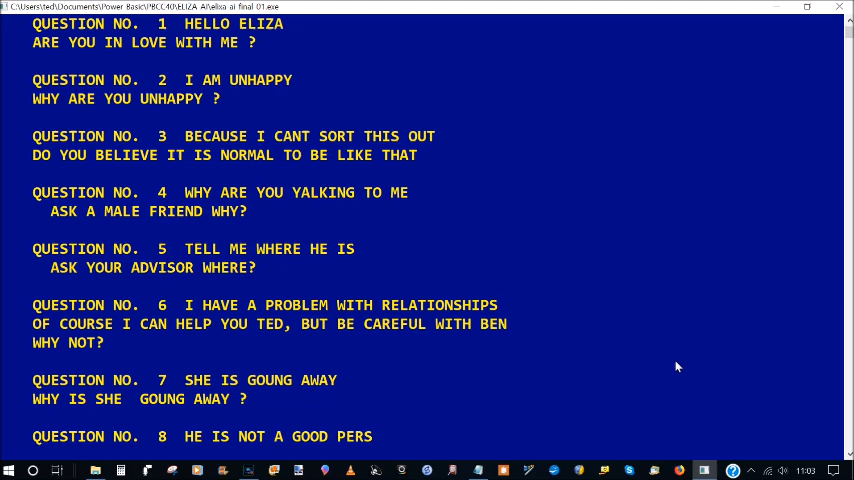 C:\Users\ted\Documents\Power Basic\PBCC40\ELIZA AI\elixa ai final 01.exe
QUESTION NO. 1 HELLO ELIZA
ARE YOU IN LOVE WITH ME ?
QUESTION NO. 2 I AM UNHAPPY
WHY ARE YOU UNHAPPY ?
QUESTION NO. 3 BECAUSE I CANT SORT THIS OUT
DO YOU BELIEVE IT IS NORMAL TO BE LIKE THAT
QUESTION NO. 4 WHY ARE YOU YALKING TO ME
ASK A MALE FRIEND WHY?
QUESTION NO. 5 TELL ME WHERE HE IS
ASK YOUR ADVISOR WHERE?
QUESTION NO. 6 I HAVE A PROBLEM WITH RELATIONSHIPS
OF COURSE I CAN HELP YOU TED, BUT BE CAREFUL WITH BEN
WHY NOT?
QUESTION NO. 7 SHE IS GOUNG AWAY
WHY IS SHE GOUNG AWAY ?
QUESTION NO. 8 HE IS NOT A GOOD PERS
11:03